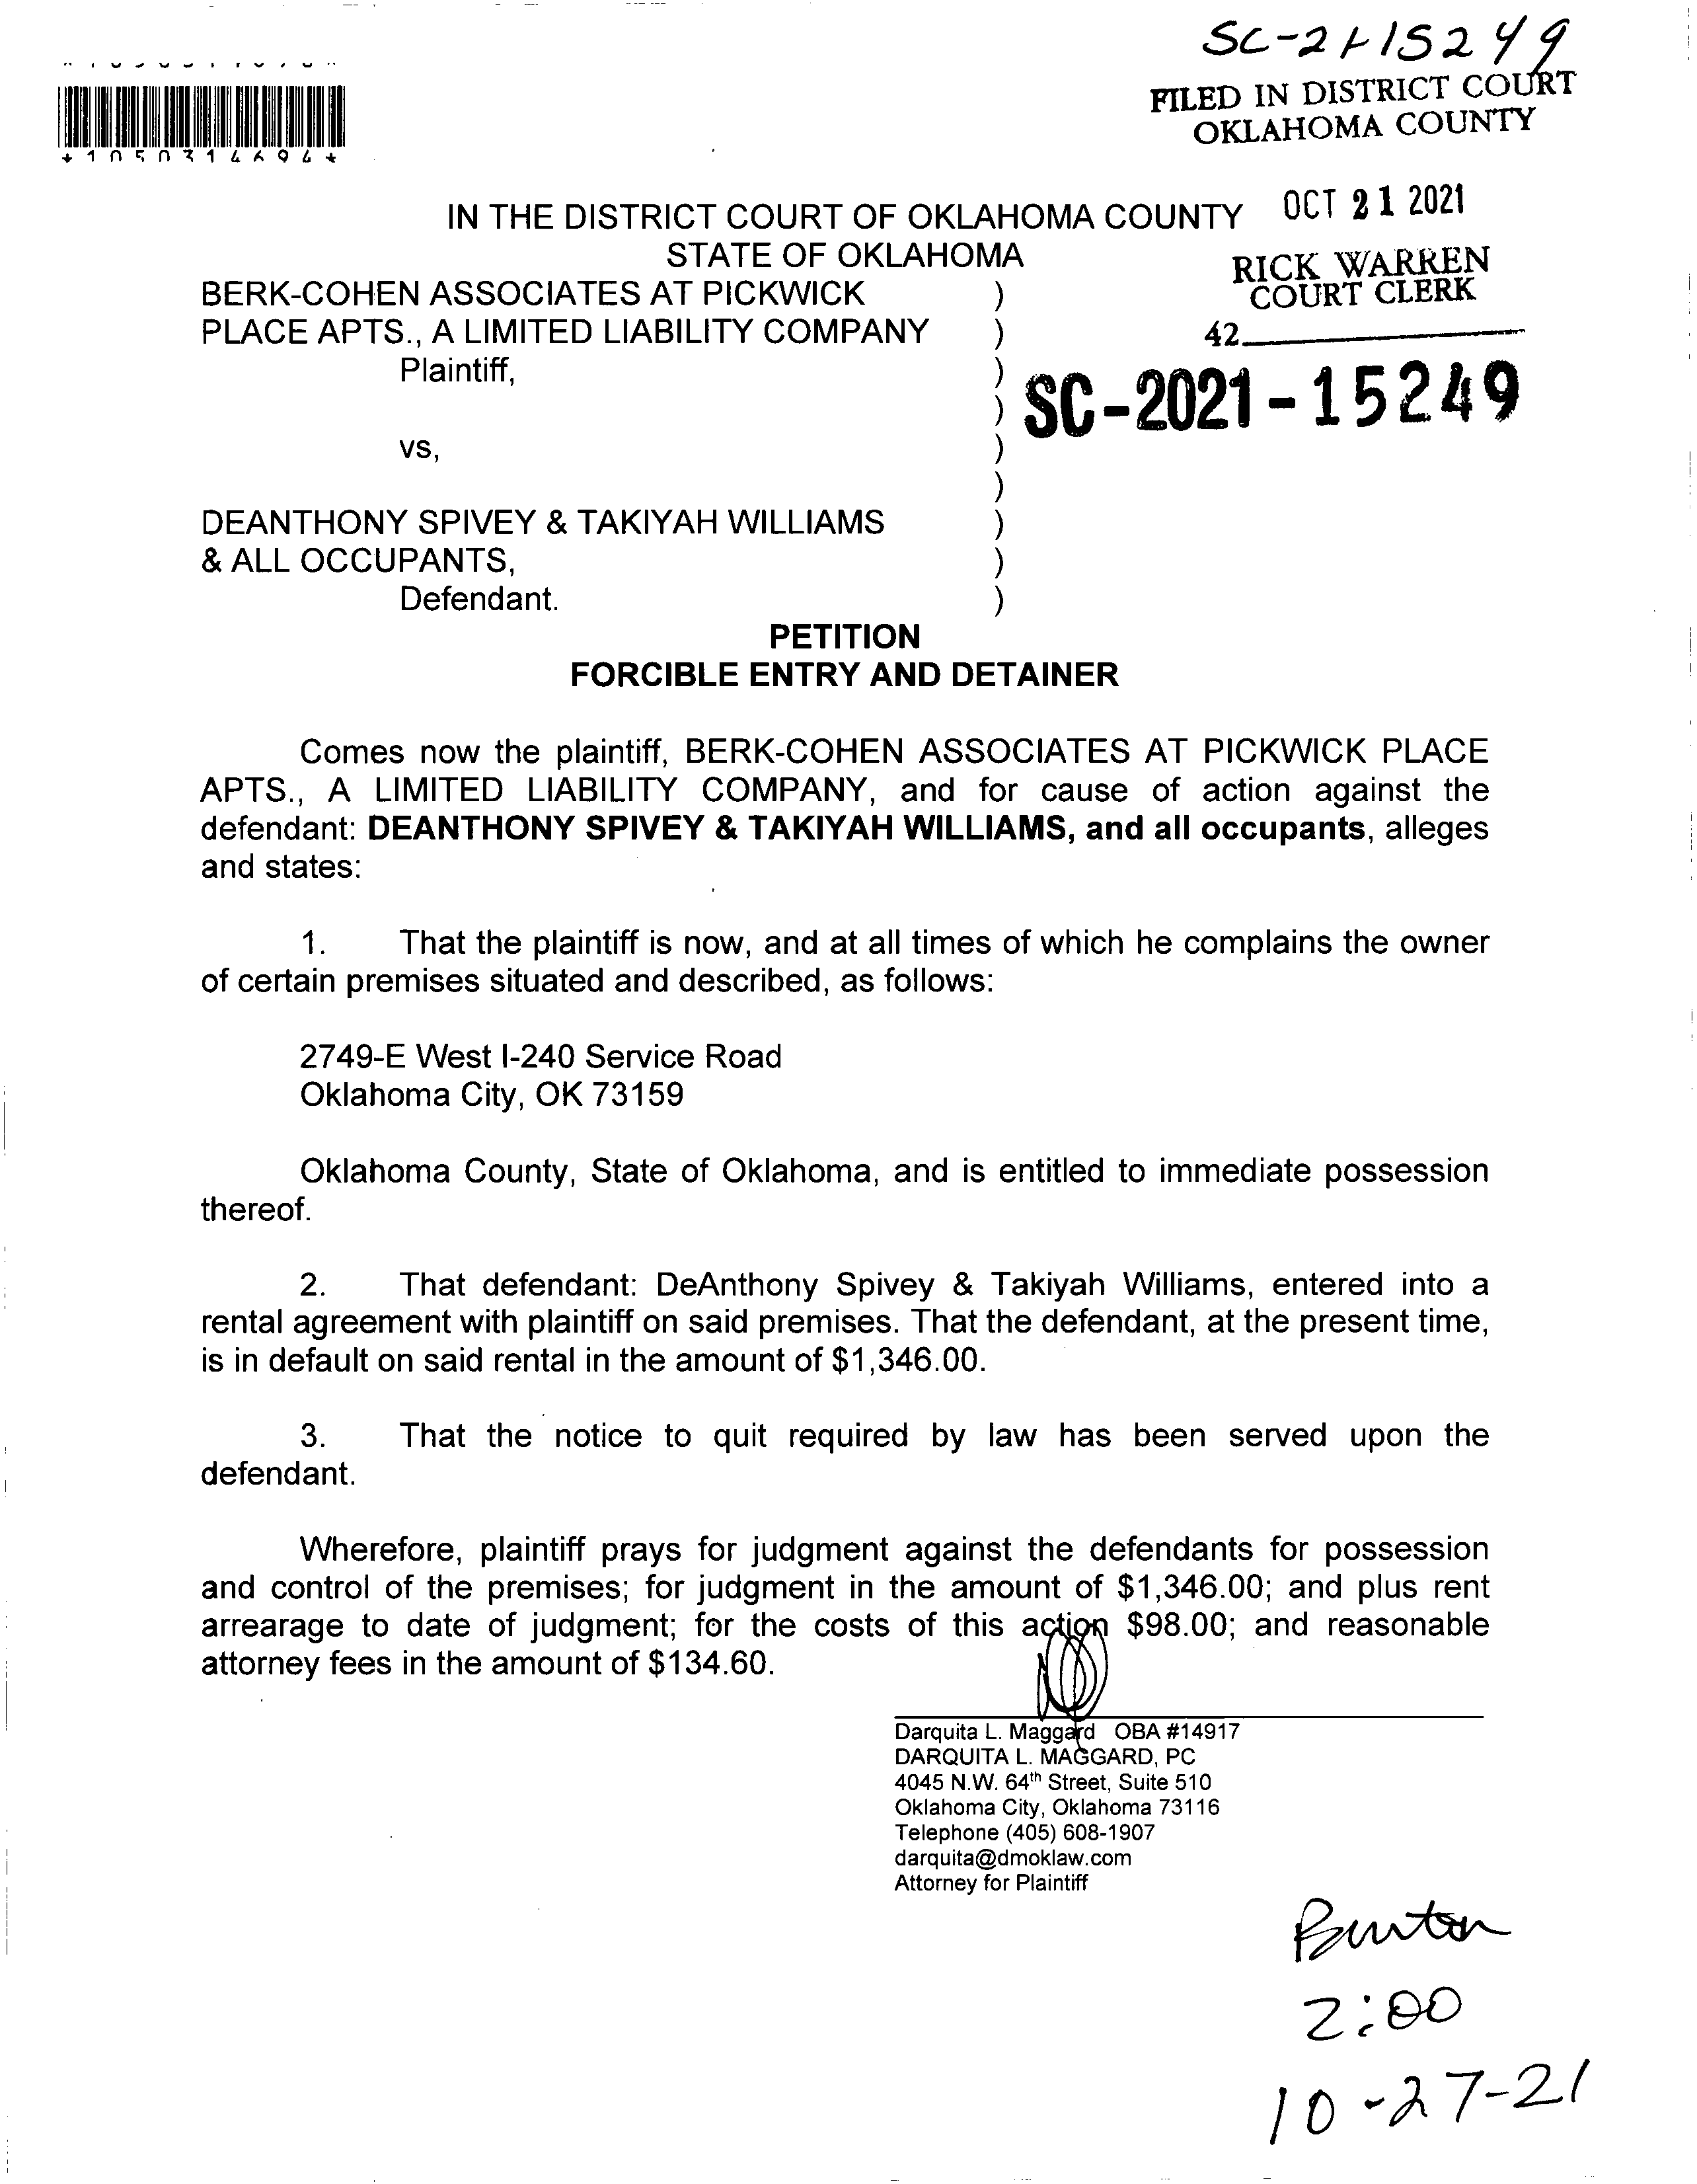 SC-21-15249
FILED IN DISTRICT COURT
OKLAHOMA COUNTY
*1050314694*
OCT 21 2021
IN THE DISTRICT COURT OF OKLAHOMA COUNTY
STATE OF OKLAHOMA
RICK WARREN
COURT CLERK
42
BERK-COHEN ASSOCIATES AT PICKWICK )
PLACE APTS., A LIMITED LIABILITY COMPANY )
Plaintiff, )
) SC-2021-15249
vs, )
)
DEANTHONY SPIVEY & TAKIYAH WILLIAMS )
& ALL OCCUPANTS, )
Defendant. )
PETITION
FORCIBLE ENTRY AND DETAINER
Comes now the plaintiff, BERK-COHEN ASSOCIATES AT PICKWICK PLACE
APTS., A LIMITED LIABILITY COMPANY, and for cause of action against the
defendant: DEANTHONY SPIVEY & TAKIYAH WILLIAMS, and all occupants, alleges
and states:
1. That the plaintiff is now, and at all times of which he complains the owner
of certain premises situated and described, as follows:
2749-E West I-240 Service Road
Oklahoma City, OK 73159
Oklahoma County, State of Oklahoma, and is entitled to immediate possession
thereof.
2. That defendant: DeAnthony Spivey & Takiyah Williams, entered into a
rental agreement with plaintiff on said premises. That the defendant, at the present time,
is in default on said rental in the amount of $1,346.00.
3. That the notice to quit required by law has been served upon the
defendant.
Wherefore, plaintiff prays for judgment against the defendants for possession
and control of the premises; for judgment in the amount of $1,346.00; and plus rent
arrearage to date of judgment; for the costs of this action $98.00; and reasonable
attorney fees in the amount of $134.60.
Darquita L. Maggard OBA #14917
DARQUITA L. MAGGARD, PC
4045 N.W. 64th Street, Suite 510
Oklahoma City, Oklahoma 73116
Telephone (405) 608-1907
darquita@dmoklaw.com
Attorney for Plaintiff
2:00
10-27-21